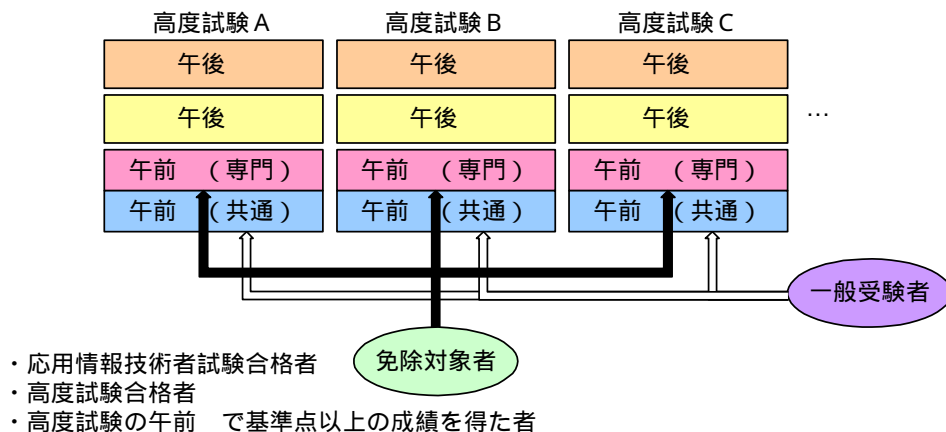 高度試験A 高度試験B 高度試験C
午後 午後 午後
午後 午後 午後 …
午前 (専門) 午前 (専門) 午前 (専門)
午前 (共通) 午前 (共通) 午前 (共通)
一般受験者
免除対象者
・応用情報技術者試験合格者
・高度試験合格者
・高度試験の午前 で基準点以上の成績を得た者